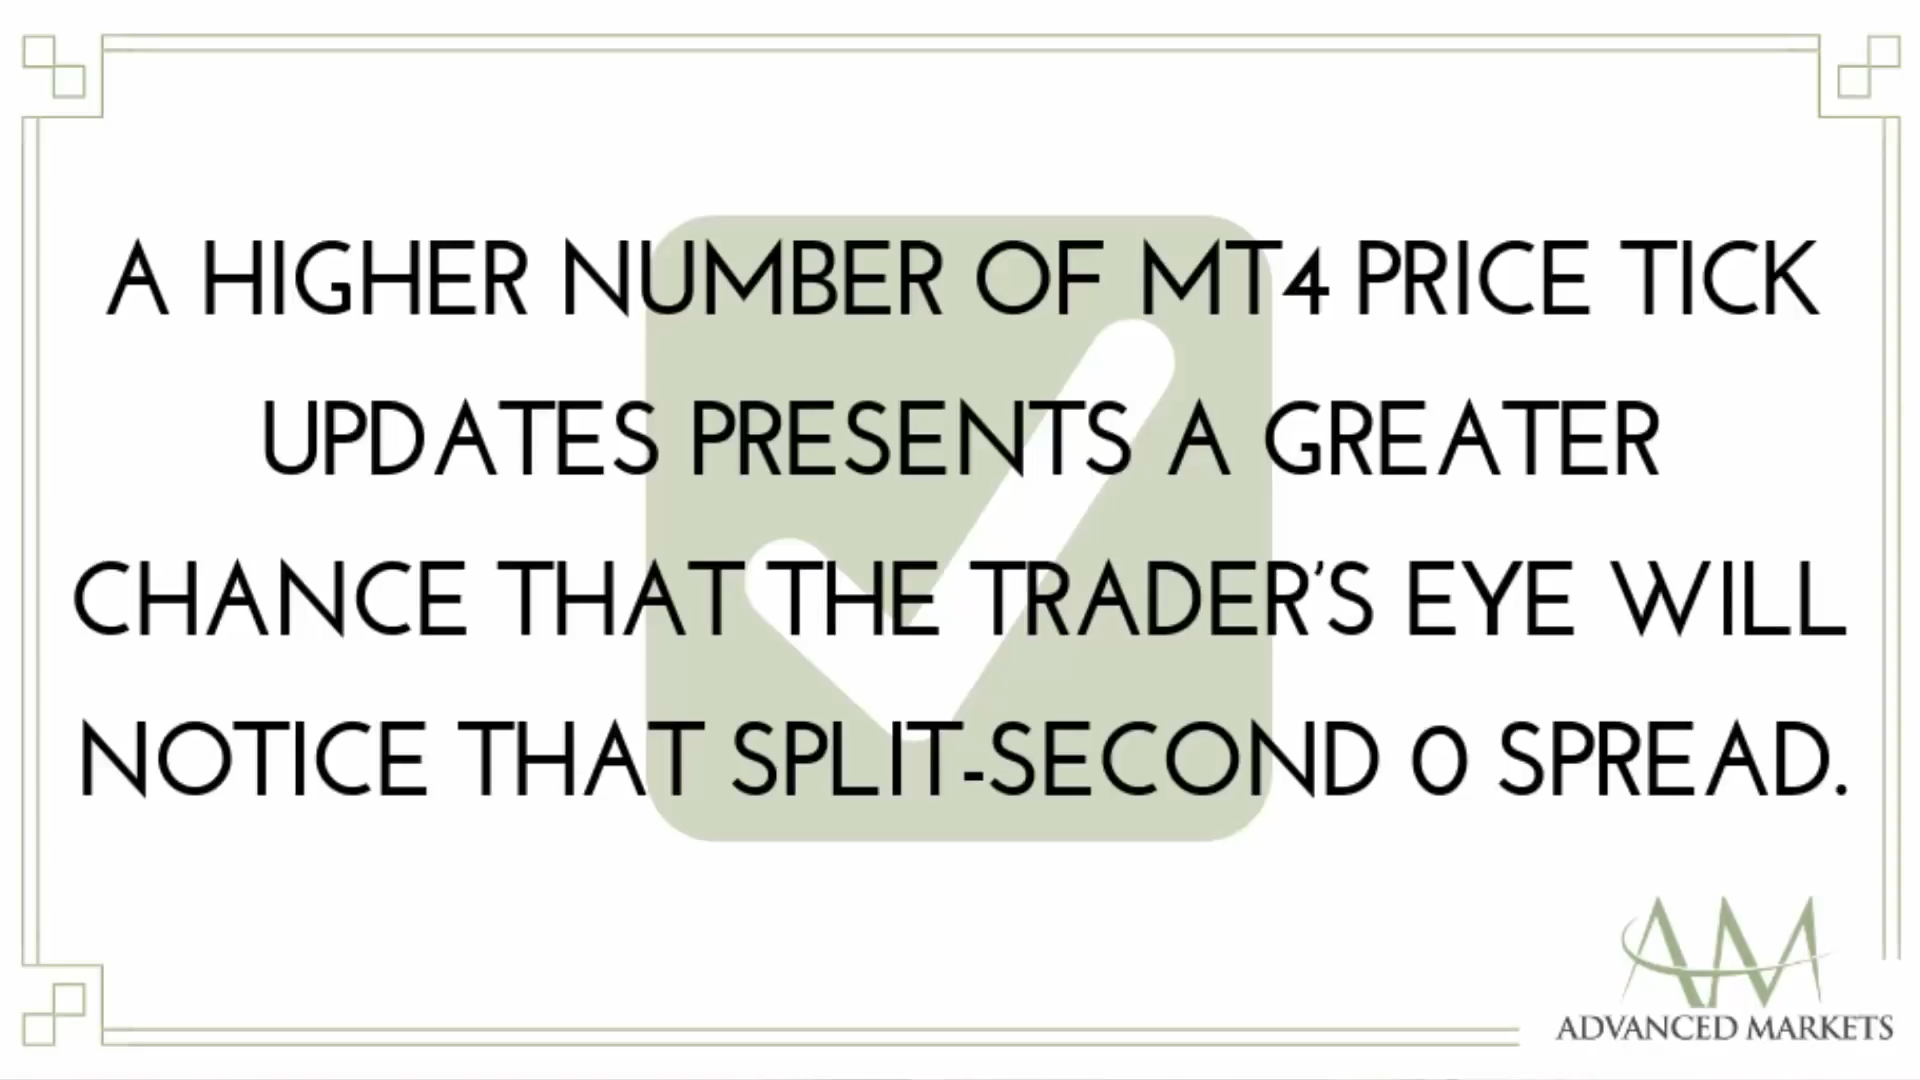 A HIGHER NUMBER OF MT4 PRICE TICK
UPDATES PRESENTS A GREATER
CHANCE THAT THE TRADER’S EYE WILL
NOTICE THAT SPLIT-SECOND 0 SPREAD.
AM
ADVANCED MARKETS